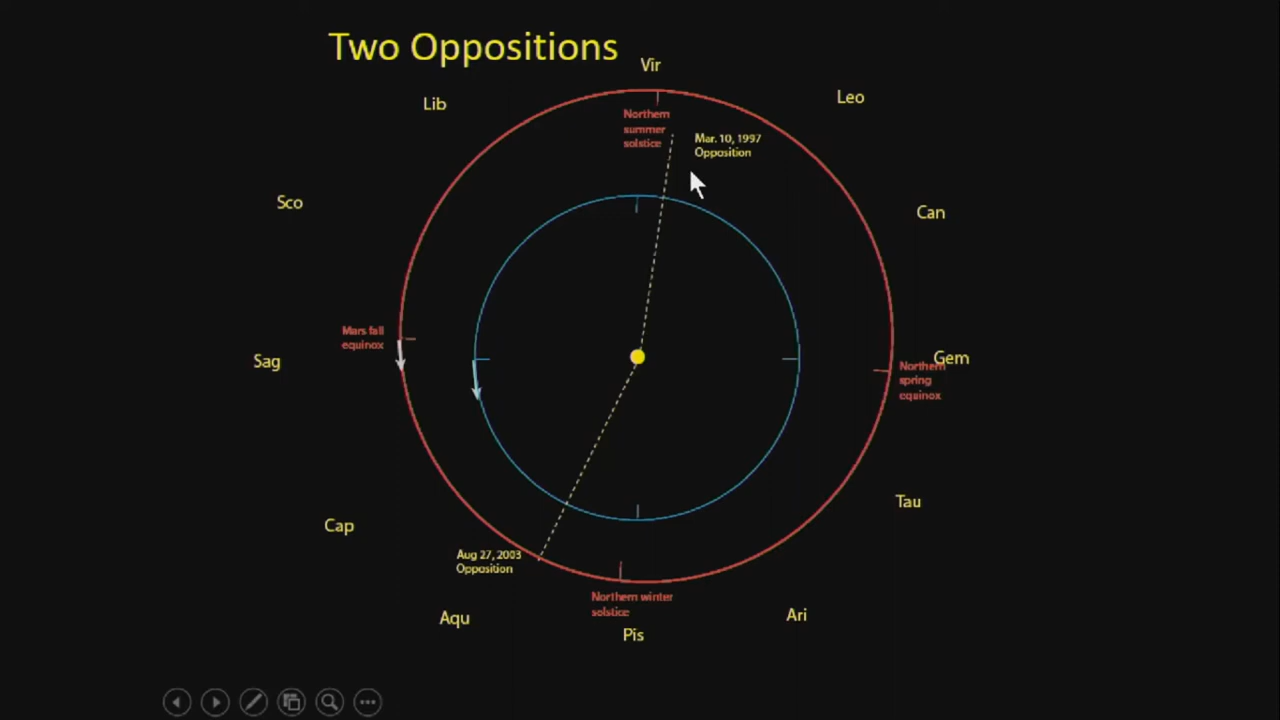 Two Oppositions
Vir
Lib
Leo
Northern
summer
solstice
Mar. 10, 1997
Opposition
Sco
Can
Mars fall
equinox
Sag
Gem
Northern
spring
equinox
Tau
Cap
Aug 27, 2003
Opposition
Northern winter
solstice
Aqu
Ari
Pis